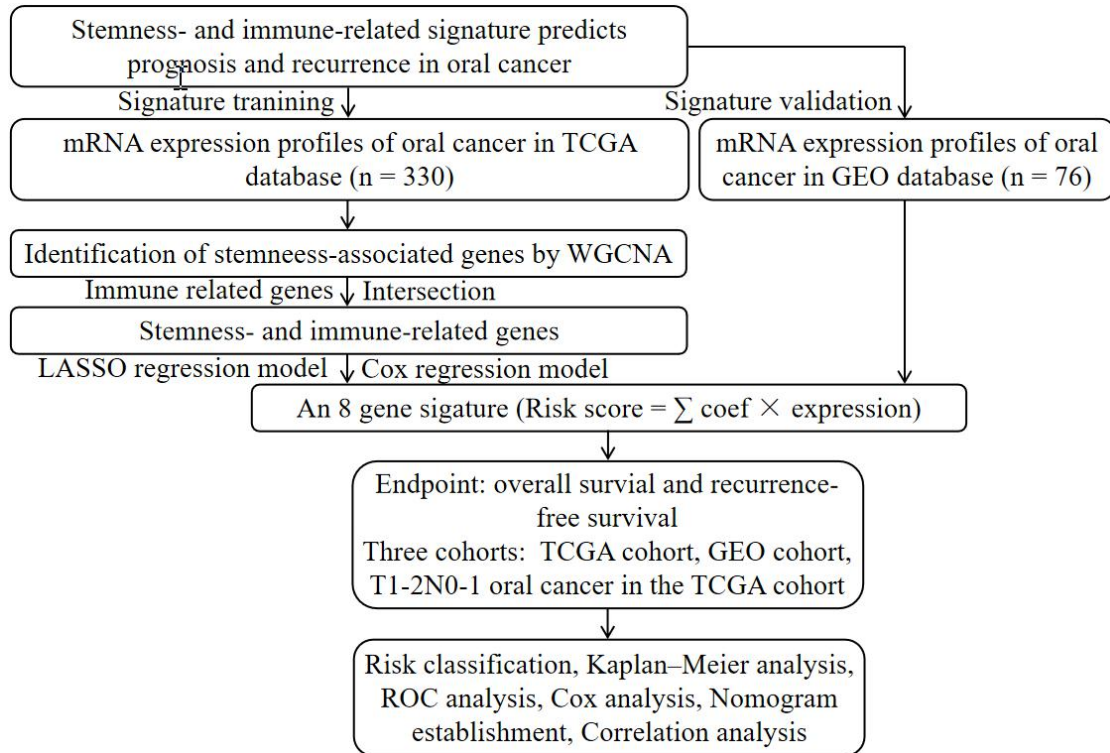 Stemness- and immune-related signature predicts
prognosis and recurrence in oral cancer
Signature tranining
Signature validation
mRNA expression profiles of oral cancer in TCGA
database (n = 330)
mRNA expression profiles of oral
cancer in GEO database (n = 76)
Identification of stemneess-associated genes by WGCNA
Immune related genes
Intersection
Stemness- and immune-related genes
LASSO regression model
Cox regression model
An 8 gene sigature (Risk score = ∑ coef × expression)
Endpoint: overall survial and recurrence-
free survival
Three cohorts: TCGA cohort, GEO cohort,
T1-2N0-1 oral cancer in the TCGA cohort
Risk classification, Kaplan–Meier analysis,
ROC analysis, Cox analysis, Nomogram
establishment, Correlation analysis